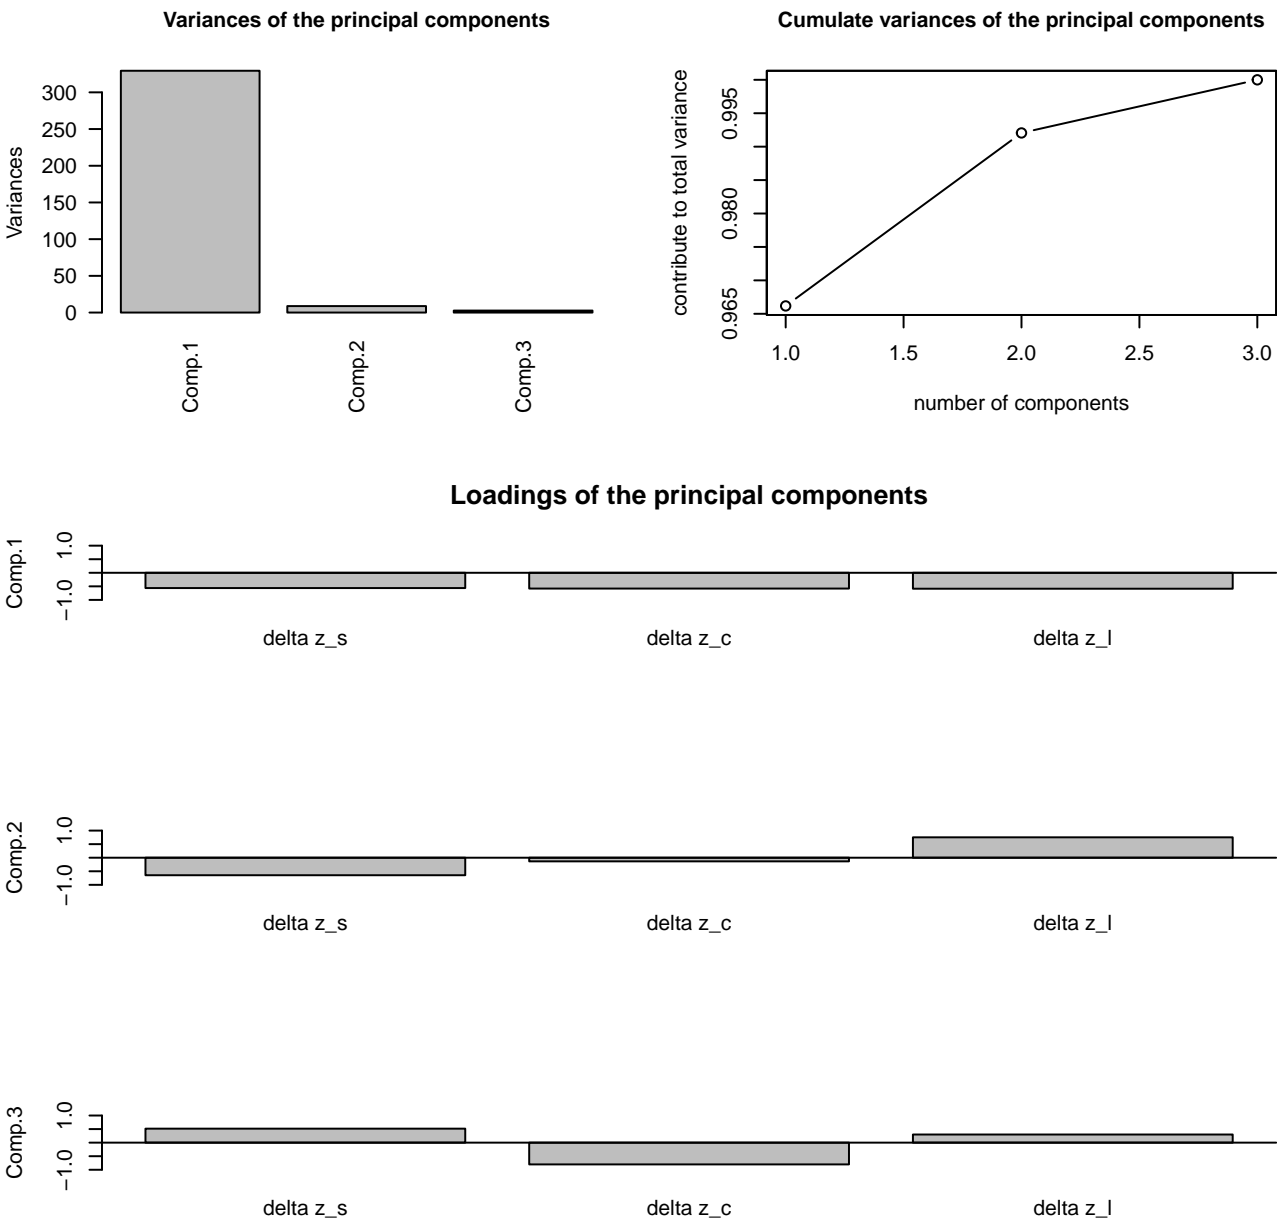 Variances of the principal components
Variances
300
250
200
150
100
50
0
Comp.1
Comp.2
Comp.3
Cumulate variances of the principal components
contribute to total variance
0.995
0.980
0.965
1.0 1.5 2.0 2.5 3.0
number of components
Loadings of the principal components
Comp.1
1.0
−1.0
delta z_s delta z_c delta z_l
Comp.2
1.0
−1.0
delta z_s delta z_c delta z_l
Comp.3
1.0
−1.0
delta z_s delta z_c delta z_l